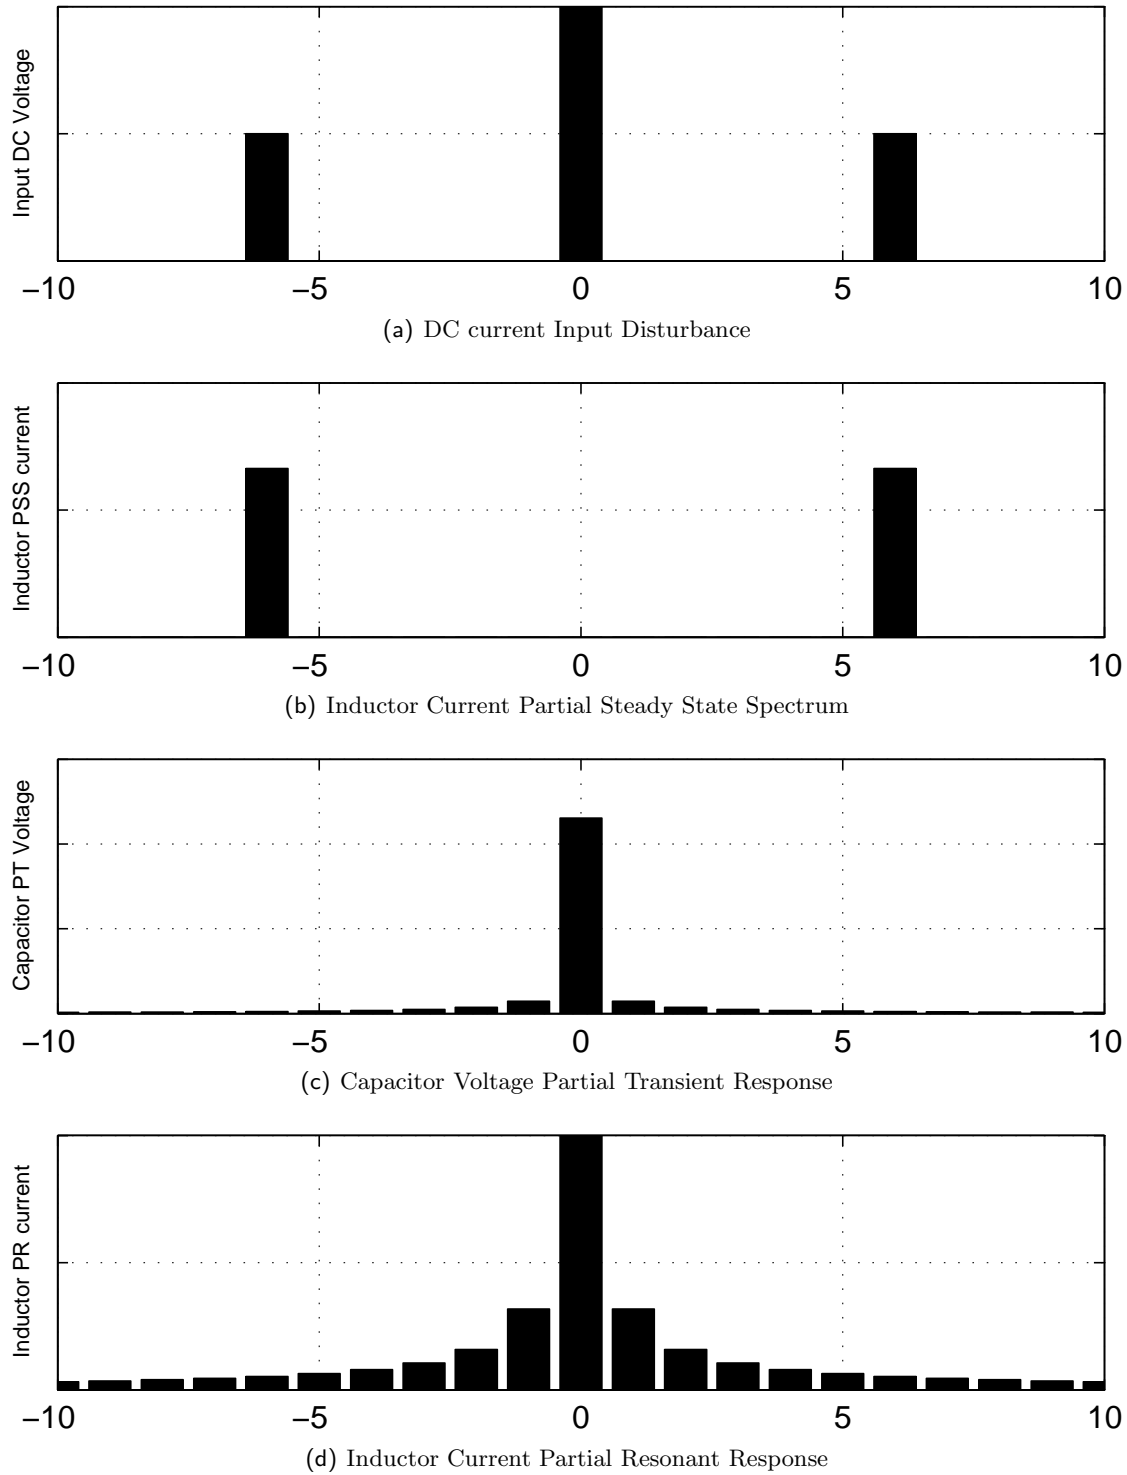 Input DC Voltage
−10 −5 0 5 10
(a) DC current Input Disturbance
Inductor PSS current
−10 −5 0 5 10
(b) Inductor Current Partial Steady State Spectrum
Capacitor PT Voltage
−10 −5 0 5 10
(c) Capacitor Voltage Partial Transient Response
Inductor PR current
−10 −5 0 5 10
(d) Inductor Current Partial Resonant Response